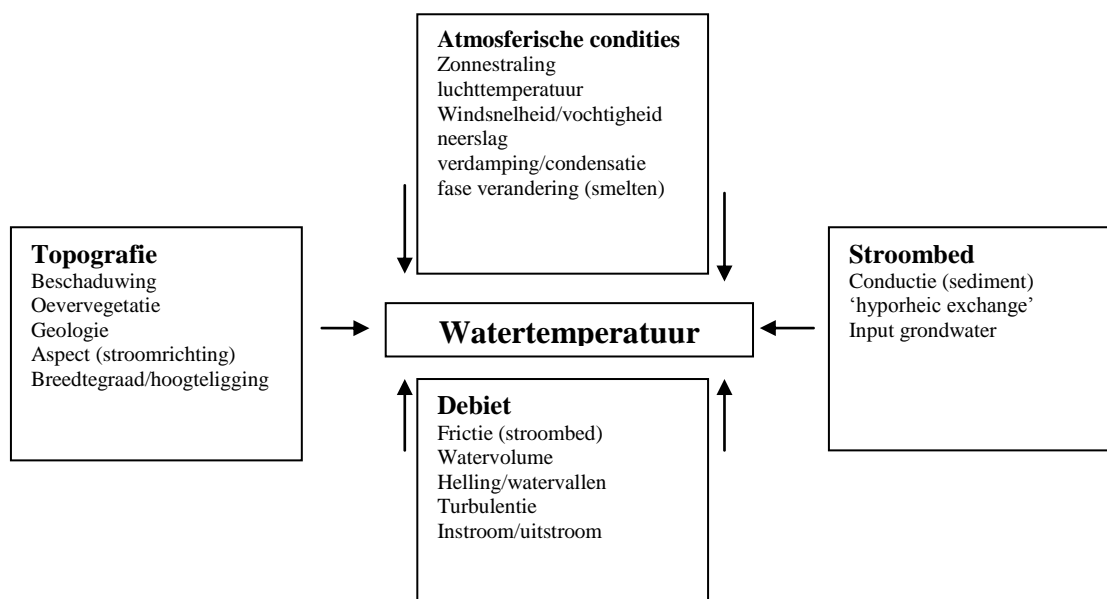 Atmosferische condities
Zonnestraling
luchttemperatuur
Windsnelheid/vochtigheid
neerslag
verdamping/condensatie
fase verandering (smelten)
Topografie
Beschaduwing
Oevervegetatie
Geologie
Aspect (stroomrichting)
Breedtegraad/hoogteligging
Watertemperatuur
Stroombed
Conductie (sediment)
‘hyporheic exchange’
Input grondwater
Debiet
Frictie (stroombed)
Watervolume
Helling/watervallen
Turbulentie
Instroom/uitstroom